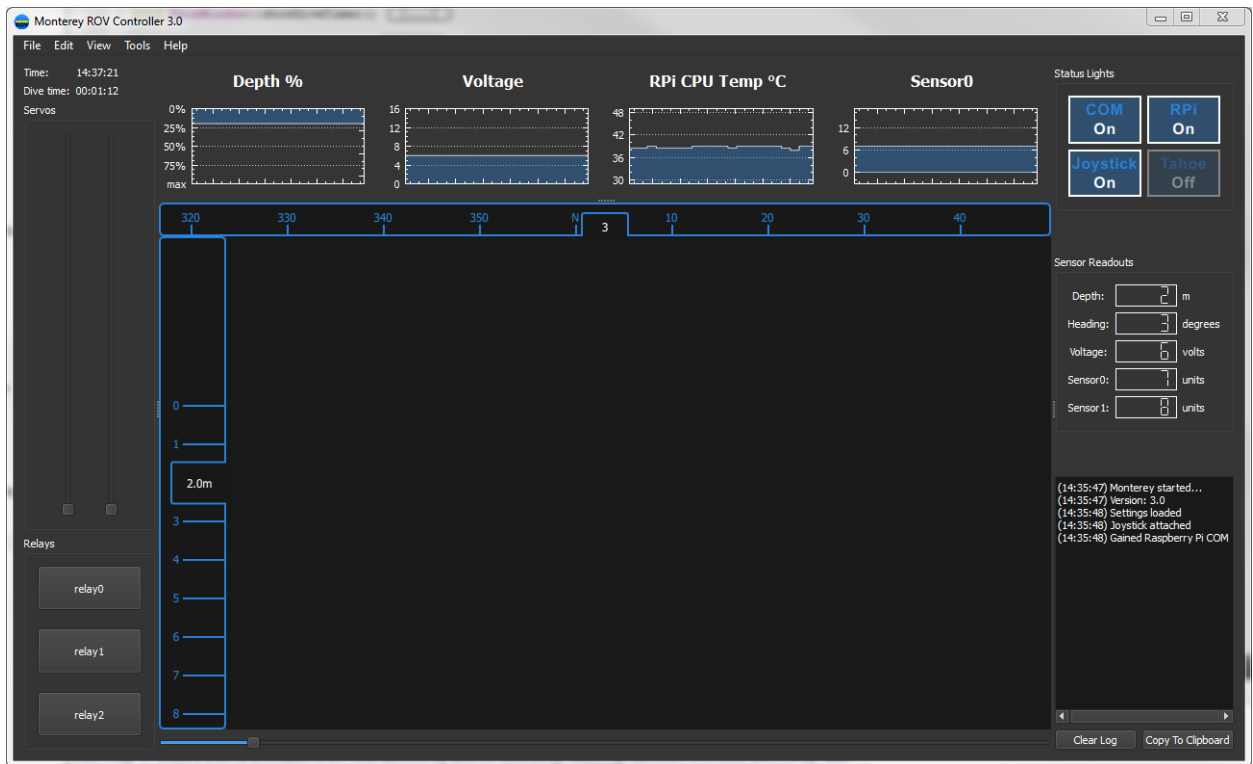 Monterey ROV Controller 3.0
File Edit View Tools Help
Time: 14:37:21
Dive time: 00:01:12
Servos
Depth %
0%
25%
50%
75%
max
Voltage
16
12
8
4
0
RPi CPU Temp ºC
48
42
36
30
Sensor0
12
6
0
Status Lights
COM On
RPi On
Joystick On
Tahoe Off
320 330 340 350 N 3 10 20 30 40
0
1
2.0m
3
4
5
6
7
8
Sensor Readouts
Depth: 2 m
Heading: 3 degrees
Voltage: 6 volts
Sensor0: 7 units
Sensor1: 8 units
(14:35:47) Monterey started...
(14:35:47) Version: 3.0
(14:35:48) Settings loaded
(14:35:48) Joystick attached
(14:35:48) Gained Raspberry Pi COM
Relays
relay0
relay1
relay2
Clear Log
Copy To Clipboard